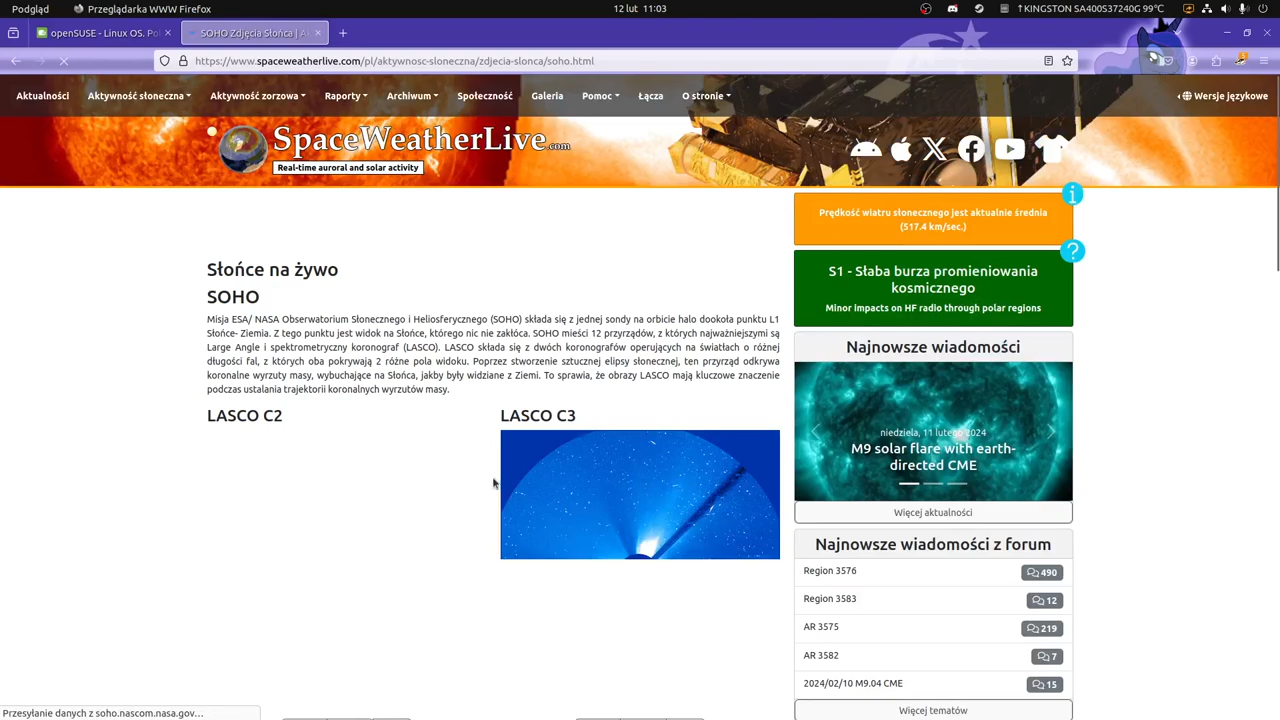 Podgląd
Przeglądarka WWW Firefox
12 lut 11:03
↑KINGSTON SA400S37240G 99°C
openSUSE - Linux OS. Po
SOHO Zdjęcia Słońca | A
https://www.spaceweatherlive.com/pl/aktywnosc-sloneczna/zdjecia-slonca/soho.html
Aktualności
Aktywność słoneczna
Aktywność zorzowa
Raporty
Archiwum
Społeczność
Galeria
Pomoc
Łącza
O stronie
Wersje językowe
SpaceWeatherLive.com
Real-time auroral and solar activity
Słońce na żywo
SOHO
Misja ESA/ NASA Obserwatorium Słonecznego i Heliosferycznego (SOHO) składa się z jednej sondy na orbicie halo dookoła punktu L1
Słońce- Ziemia. Z tego punktu jest widok na Słońce, którego nic nie zakłóca. SOHO mieści 12 przyrządów, z których najważniejszymi są
Large Angle i spektrometryczny koronograf (LASCO). LASCO składa się z dwóch koronografów operujących na światłach o różnej
długości fal, z których oba pokrywają 2 różne pola widoku. Poprzez stworzenie sztucznej elipsy słonecznej, ten przyrząd odkrywa
koronalne wyrzuty masy, wybuchające na Słońca, jakby były widziane z Ziemi. To sprawia, że obrazy LASCO mają kluczowe znaczenie
podczas ustalania trajektorii koronalnych wyrzutów masy.
LASCO C2
LASCO C3
Prędkość wiatru słonecznego jest aktualnie średnia
(517.4 km/sec.)
S1 - Słaba burza promieniowania
kosmicznego
Minor impacts on HF radio through polar regions
Najnowsze wiadomości
niedziela, 11 lutego 2024
M9 solar flare with earth-
directed CME
Więcej aktualności
Najnowsze wiadomości z forum
Region 3576
490
Region 3583
12
AR 3575
219
AR 3582
7
2024/02/10 M9.04 CME
15
Więcej tematów
Przesyłanie danych z soho.nascom.nasa.gov…